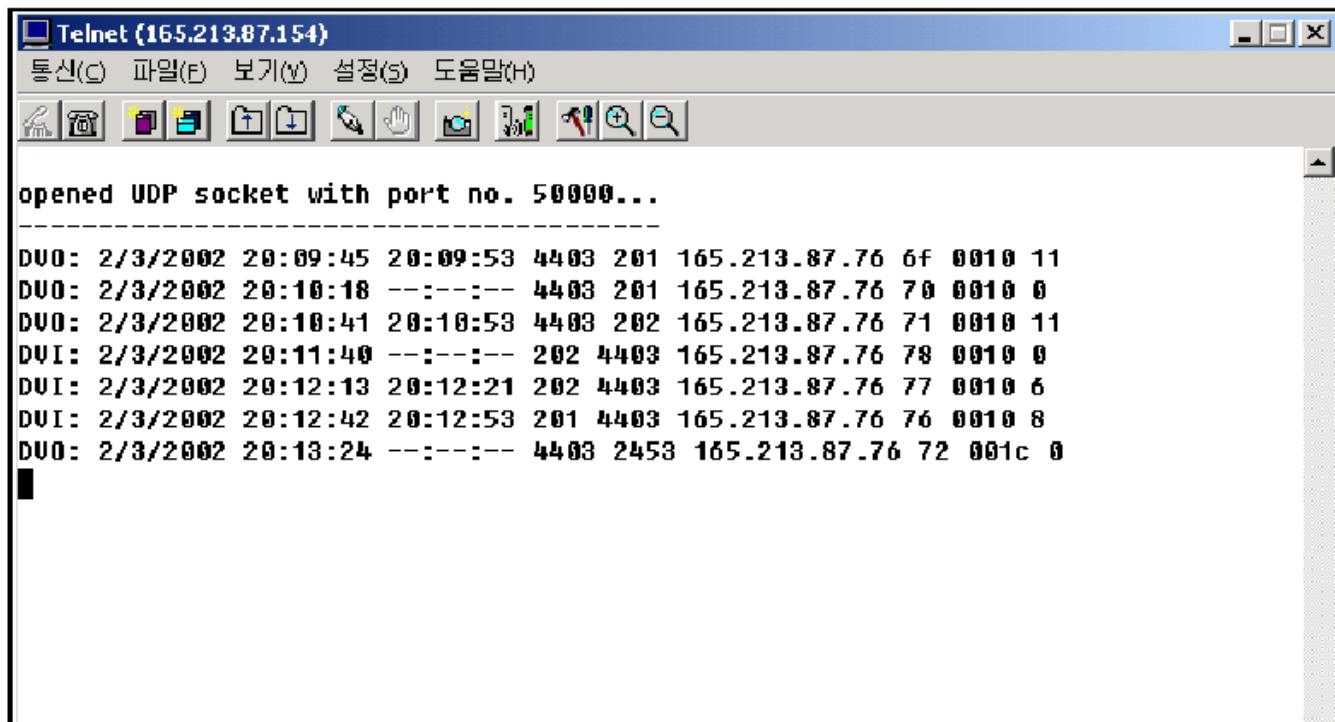 Telnet (165.213.87.154)
통신(C) 파일(F) 보기(V) 설정(S) 도움말(H)
opened UDP socket with port no. 50000...
----------------------------------------
DVO: 2/3/2002 20:09:45 20:09:53 4403 201 165.213.87.76 6f 0010 11
DVO: 2/3/2002 20:10:18 --:--:-- 4403 201 165.213.87.76 70 0010 0
DVO: 2/3/2002 20:10:41 20:10:53 4403 202 165.213.87.76 71 0010 11
DVI: 2/3/2002 20:11:40 --:--:-- 202 4403 165.213.87.76 78 0010 0
DVI: 2/3/2002 20:12:13 20:12:21 202 4403 165.213.87.76 77 0010 6
DVI: 2/3/2002 20:12:42 20:12:53 201 4403 165.213.87.76 76 0010 8
DVO: 2/3/2002 20:13:24 --:--:-- 4403 2453 165.213.87.76 72 001c 0